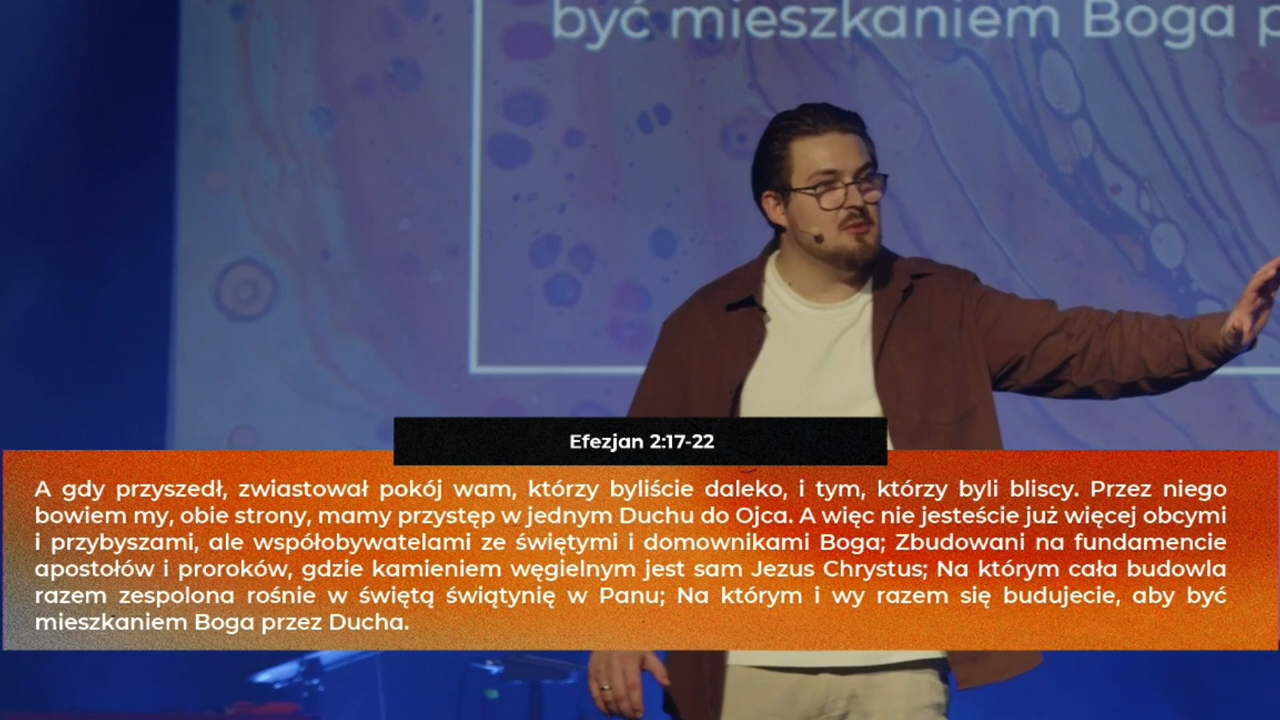 być mieszkaniem Boga p
Efezjan 2:17-22
A gdy przyszedł, zwiastował pokój wam, którzy byliście daleko, i tym, którzy byli bliscy. Przez niego
bowiem my, obie strony, mamy przystęp w jednym Duchu do Ojca. A więc nie jesteście już więcej obcymi
i przybyszami, ale współobywatelami ze świętymi i domownikami Boga; Zbudowani na fundamencie
apostołów i proroków, gdzie kamieniem węgielnym jest sam Jezus Chrystus; Na którym cała budowla
razem zespolona rośnie w świętą świątynię w Panu; Na którym i wy razem się budujecie, aby być
mieszkaniem Boga przez Ducha.